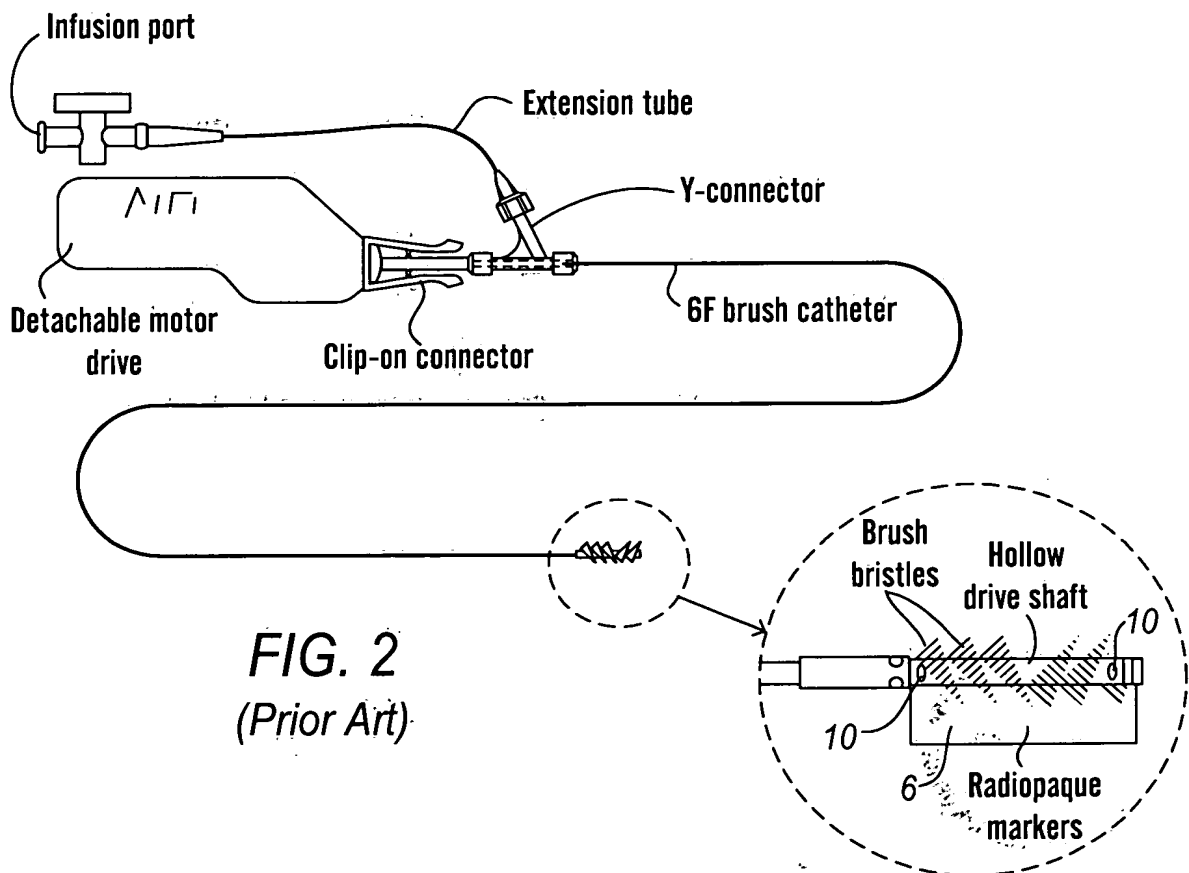 Infusion port
Extension tube
Y-connector
6F brush catheter
Detachable motor
drive
Clip-on connector
Brush
bristles
Hollow
drive shaft
10
10
6
Radiopaque
markers
FIG. 2
(Prior Art)